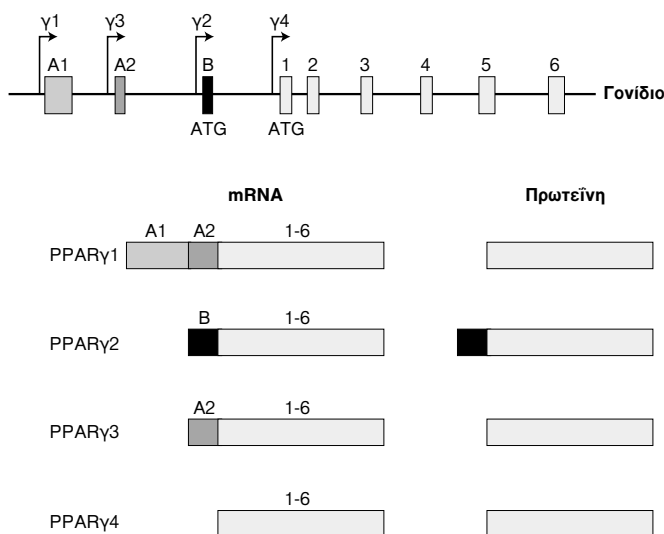 γ1 γ3 γ2 γ4
A1 A2 B 1 2 3 4 5 6
Γονίδιο
ATG ATG
mRNA Πρωτεΐνη
A1 A2 1-6
PPARγ1
B 1-6
PPARγ2
A2 1-6
PPARγ3
1-6
PPARγ4